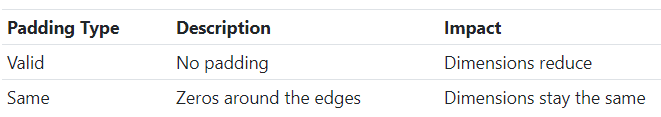 Padding Type Description Impact
Valid No padding Dimensions reduce
Same Zeros around the edges Dimensions stay the same